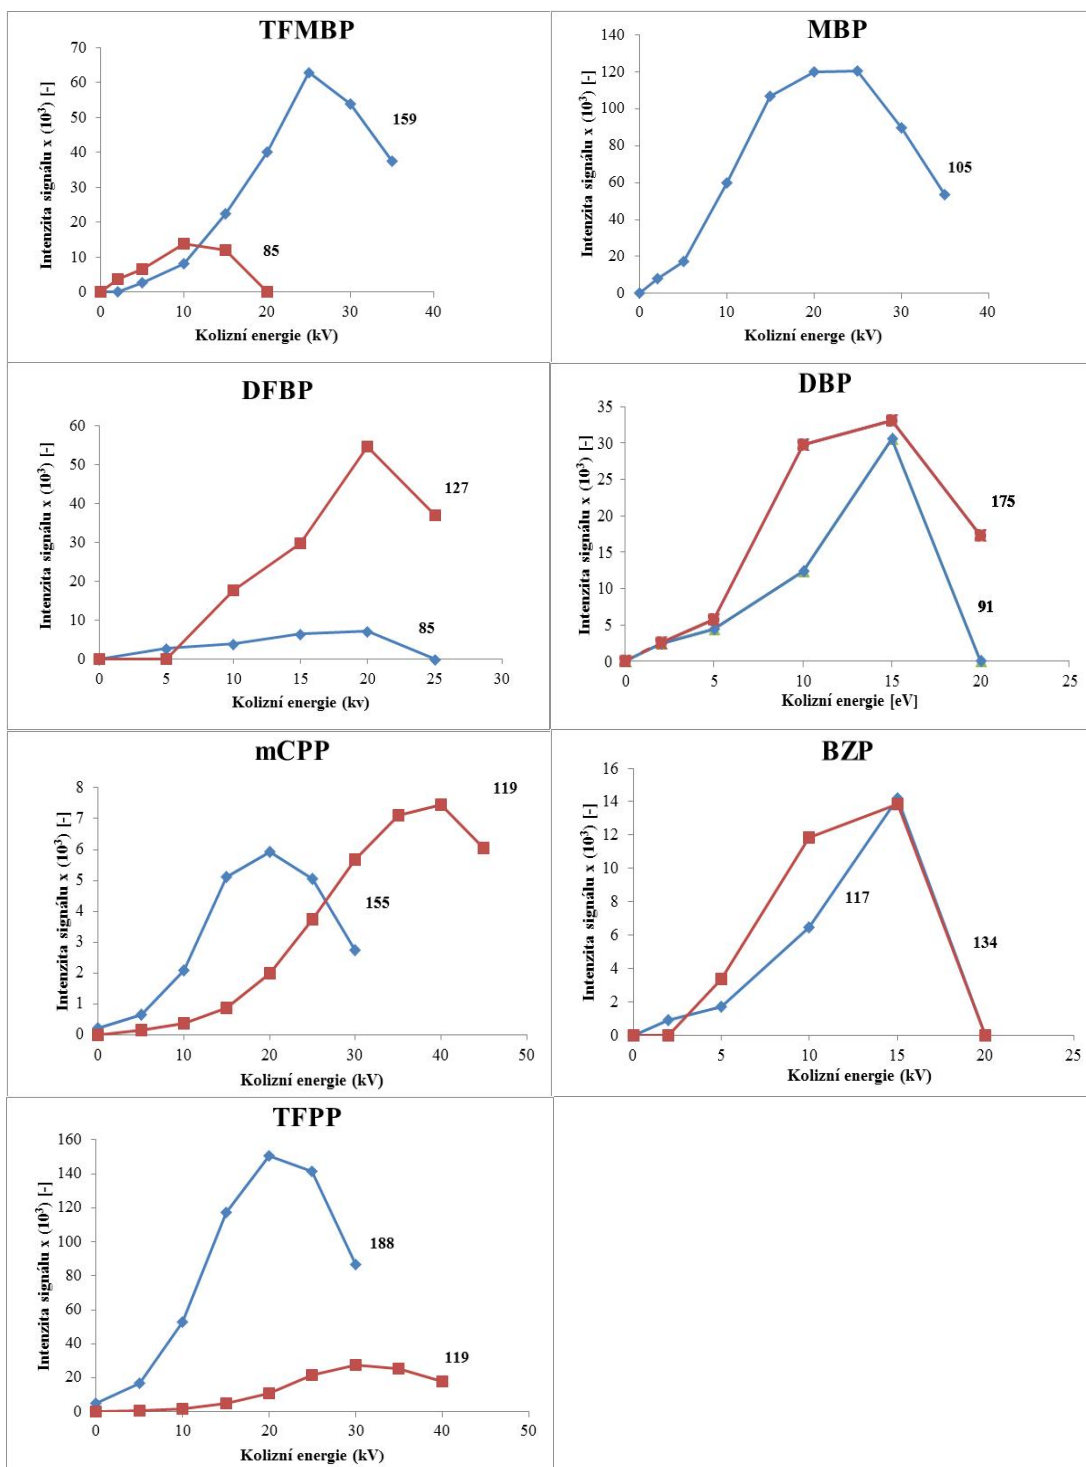 TFMBP
Intenzita signálu x (10³) [-]
70
60
50
40
30
20
10
0
159
85
0 10 20 30 40
Kolizní energie (kV)
MBP
Intenzita signálu x (10³) [-]
140
120
100
80
60
40
20
0
105
0 10 20 30 40
Kolizní energe (kV)
DFBP
Intenzita signálu x (10³) [-]
60
50
40
30
20
10
0
127
85
0 5 10 15 20 25 30
Kolizní energie (kv)
DBP
Intenzita signálu x (10³) [-]
35
30
25
20
15
10
5
0
175
91
0 5 10 15 20 25
Kolizní energie [eV]
mCPP
Intenzita signálu x (10³) [-]
8
7
6
5
4
3
2
1
0
119
155
0 10 20 30 40 50
Kolizní energie (kV)
BZP
Intenzita signálu x (10³) [-]
16
14
12
10
8
6
4
2
0
117
134
0 5 10 15 20 25
Kolizní energie (kV)
TFPP
Intenzita signálu x (10³) [-]
160
140
120
100
80
60
40
20
0
188
119
0 10 20 30 40 50
Kolizní energie (kV)